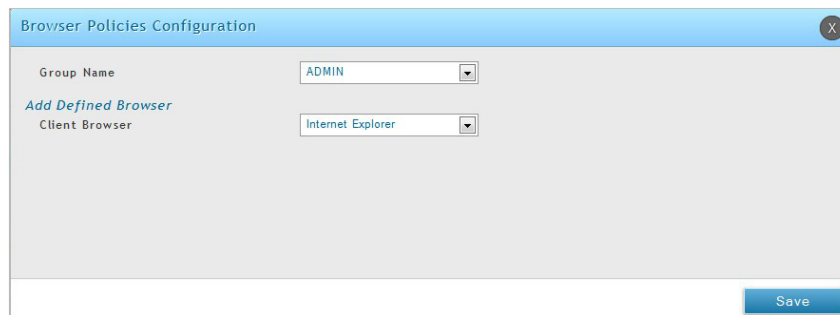 Browser Policies Configuration
X
Group Name
ADMIN
Add Defined Browser
Client Browser
Internet Explorer
Save